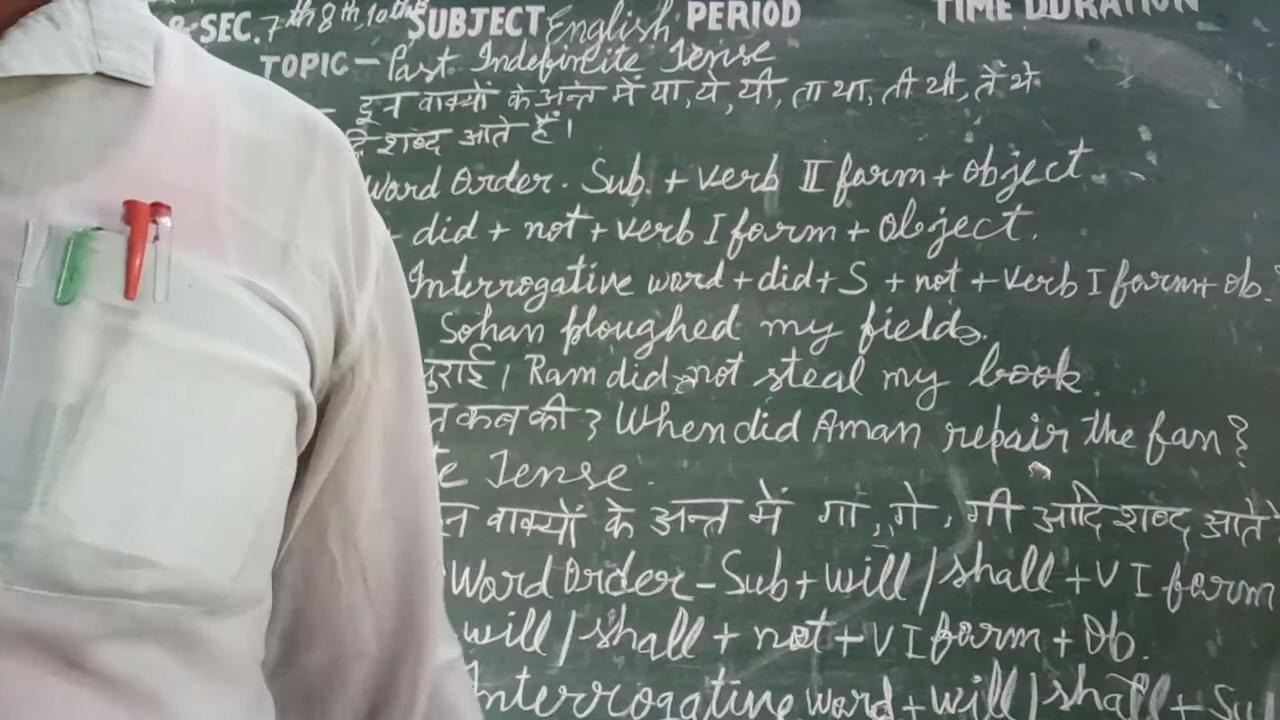 SEC. 7th 8th 10th SUBJECT English PERIOD TIME DURATION
TOPIC - Past Indefineite Tense
इन वाक्यों के अन्त में या, ये, यी, ता था, ती थी, ते थे
शब्द आते हैं।
Word Order. Sub. + verb II form + object
- did + not + verb I form + Object.
Interrogative word + did + S + not + verb I form + ob.
Sohan ploughed my fields.
चुराई। Ram did not steal my book.
कब की ? When did Aman repair the fan?
Tense.
वाक्यों के अन्त में गा, गे, गी आदि शब्द आते
Word Order - Sub + will / shall + V I form
will / shall + not + V I form + Ob.
Interrogative word + will / shall + Su